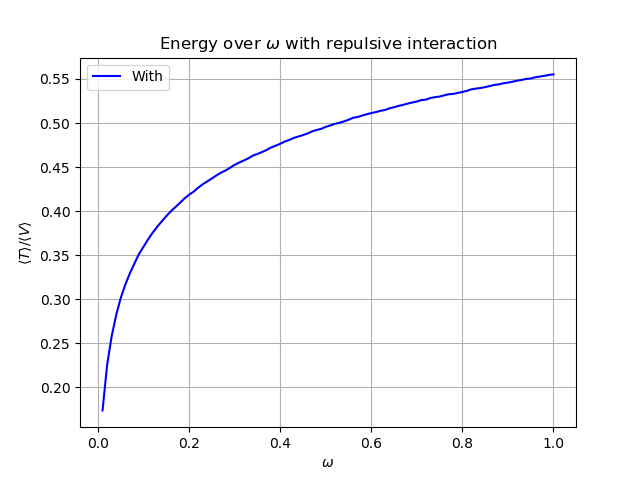 Energy over ω with repulsive interaction
With
⟨T⟩/⟨V⟩
0.55
0.50
0.45
0.40
0.35
0.30
0.25
0.20
0.0 0.2 0.4 0.6 0.8 1.0
ω